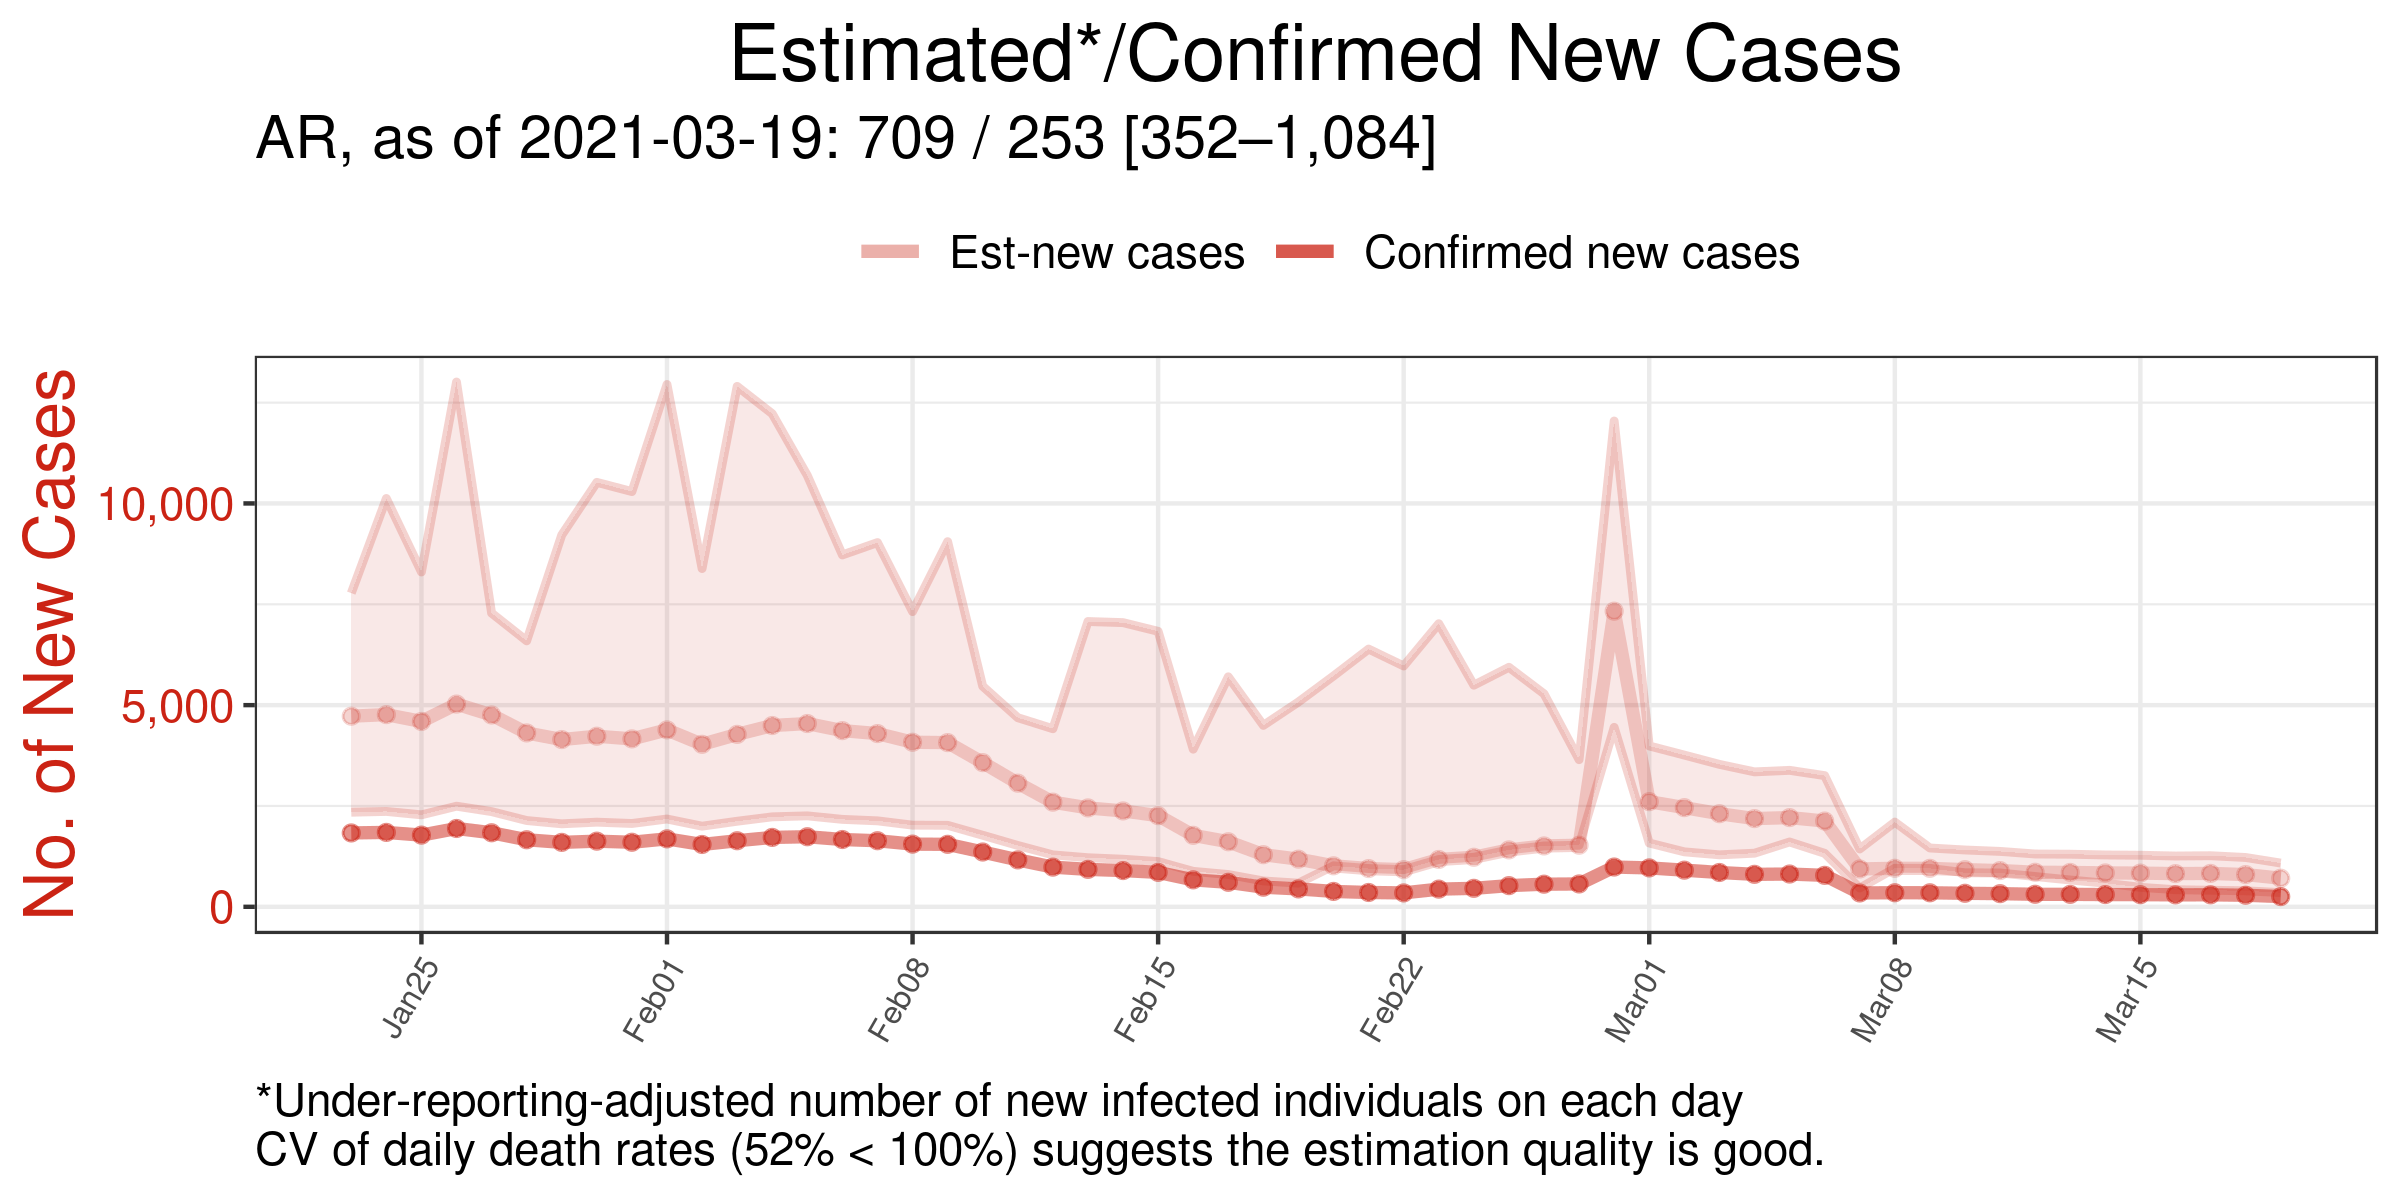 Estimated*/Confirmed New Cases
AR, as of 2021-03-19: 709 / 253 [352–1,084]
Est-new cases
Confirmed new cases
No. of New Cases
10,000
5,000
0
Jan25
Feb01
Feb08
Feb15
Feb22
Mar01
Mar08
Mar15
*Under-reporting-adjusted number of new infected individuals on each day
CV of daily death rates (52% < 100%) suggests the estimation quality is good.